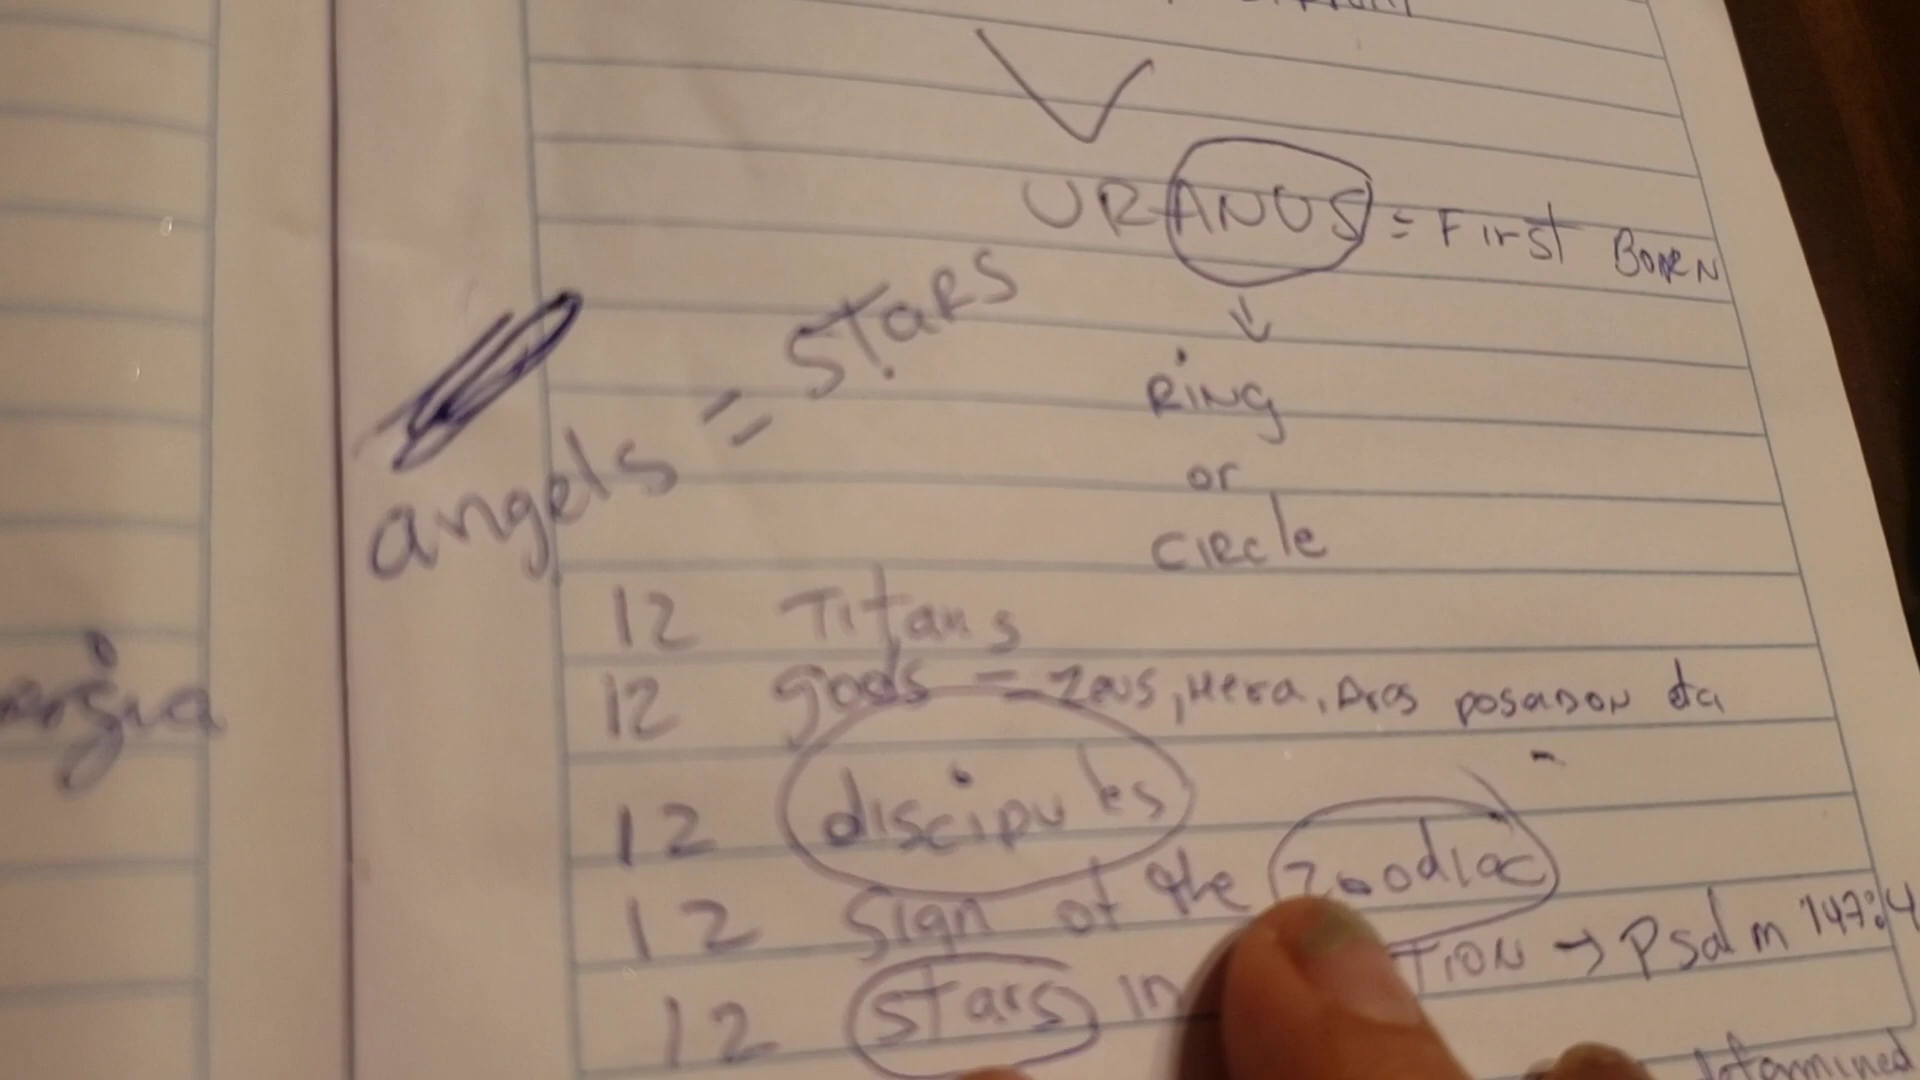 URANUS = First Boren
angels = STaRS
RiNg
or
CIRcle
12 Titans
12 gods = Zeus, Hera, Ares posaDon etc
12 discipules
12 Sign of the Zoodiac
12 stars in TION → Psalm 147:4